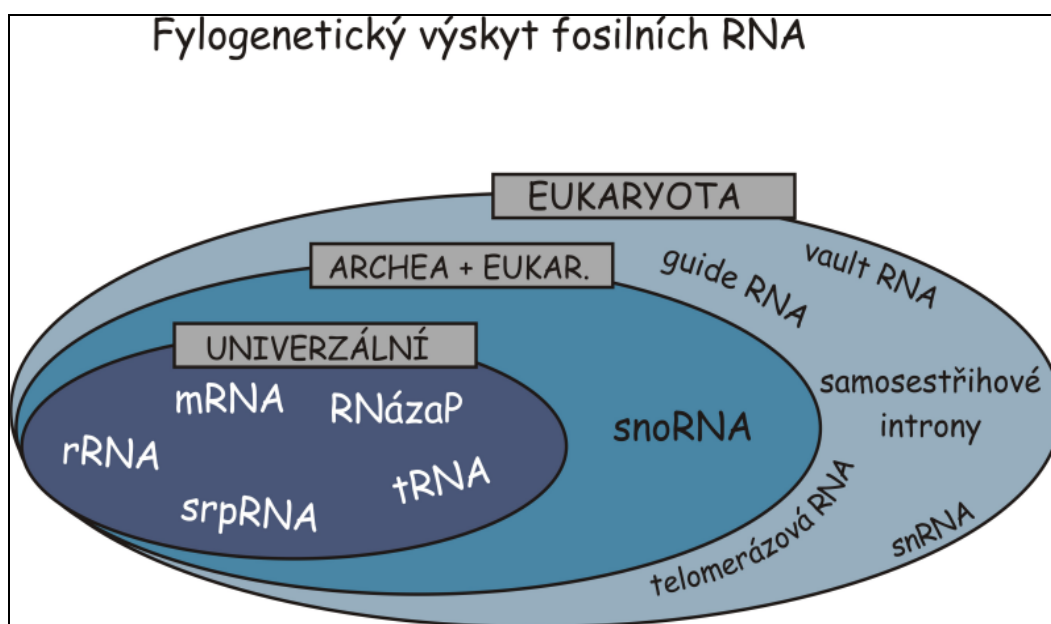 Fylogenetický výskyt fosilních RNA
EUKARYOTA
guide RNA
vault RNA
ARCHEA + EUKAR.
UNIVERZÁLNÍ
mRNA
RNázaP
rRNA
srpRNA
tRNA
snoRNA
samosestřihové
introny
telomerázová RNA
snRNA